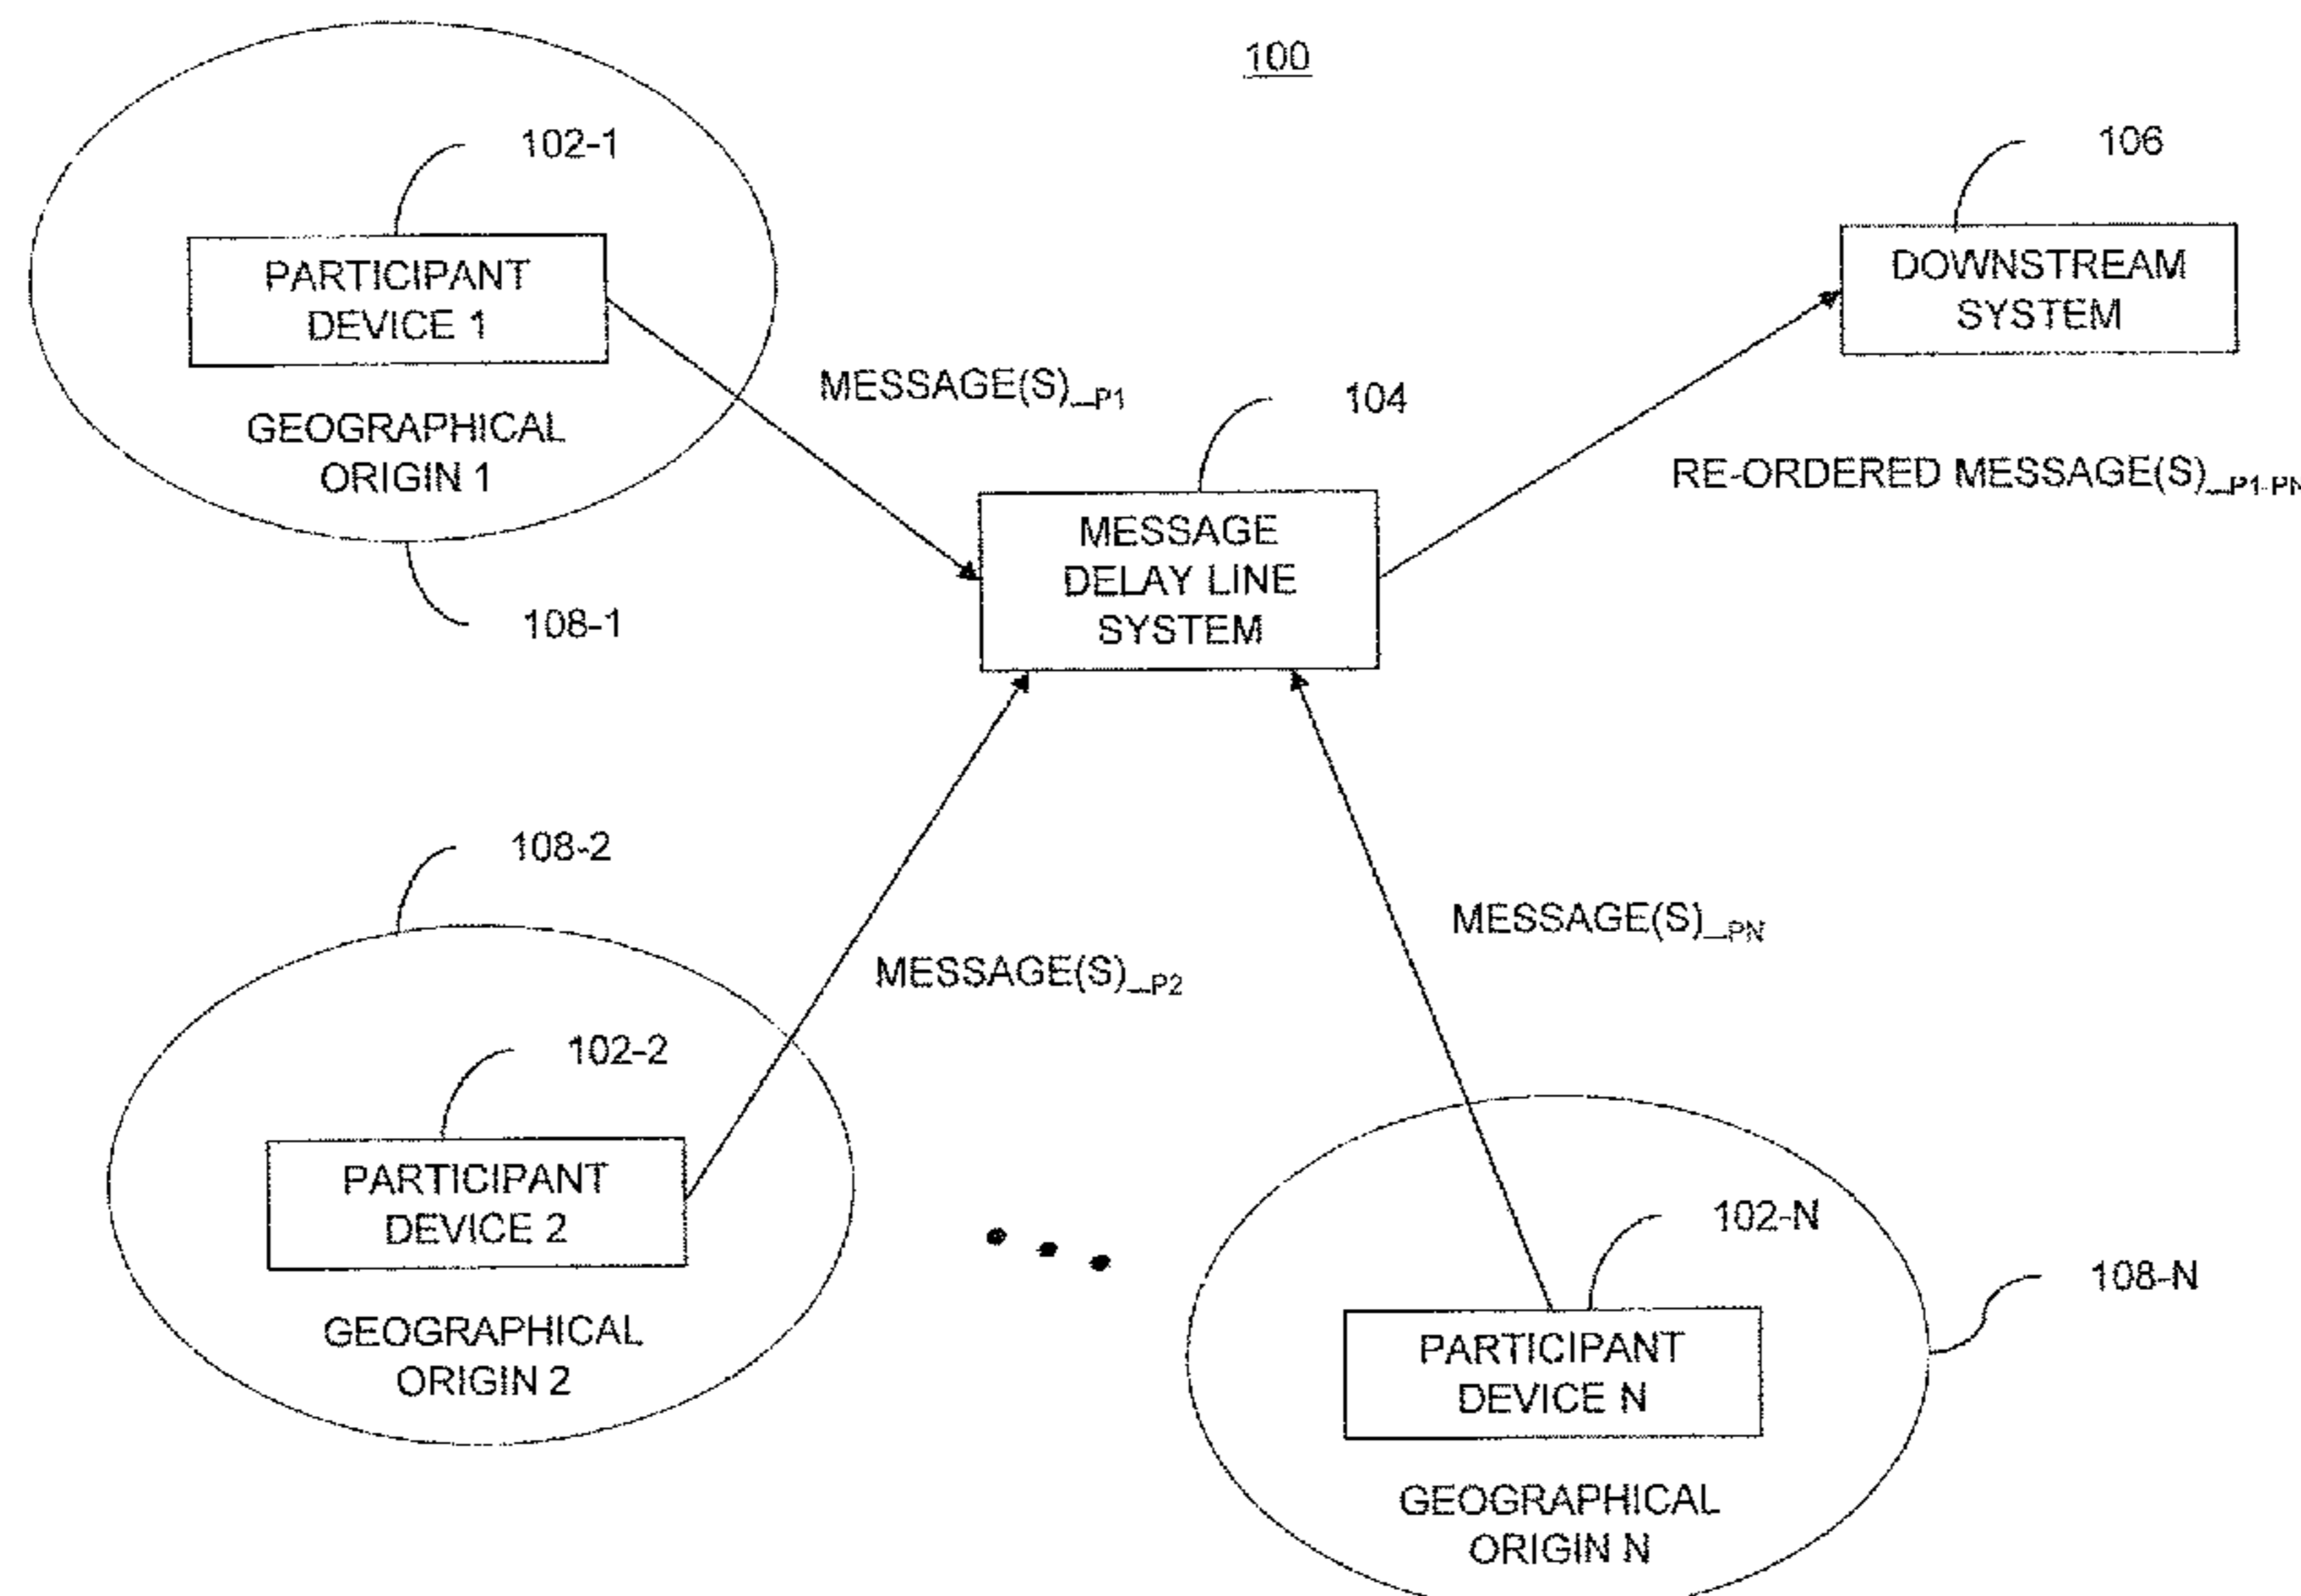 100
102-1
106
PARTICIPANT
DEVICE 1
DOWNSTREAM
SYSTEM
MESSAGE(S)_P1
104
GEOGRAPHICAL
ORIGIN 1
RE-ORDERED MESSAGE(S)_P1-PN
MESSAGE
DELAY LINE
SYSTEM
108-1
108-2
MESSAGE(S)_PN
MESSAGE(S)_P2
102-2
PARTICIPANT
DEVICE 2
102-N
108-N
GEOGRAPHICAL
ORIGIN 2
PARTICIPANT
DEVICE N
GEOGRAPHICAL
ORIGIN N